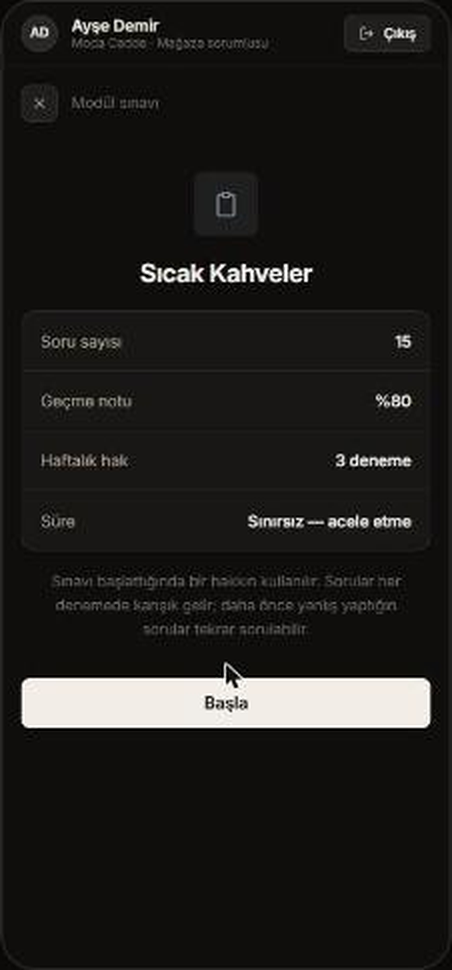 AD
Ayşe Demir
Moda Cadde · Mağaza sorumlusu
Çıkış
Modül sınavı
Sıcak Kahveler
Soru sayısı 15
Geçme notu %80
Haftalık hak 3 deneme
Süre Sınırsız — acele etme
Sınavı başlattığında bir hakkın kullanılır. Sorular her
denemede karışık gelir; daha önce yanlış yaptığın
sorular tekrar sorulabilir.
Başla